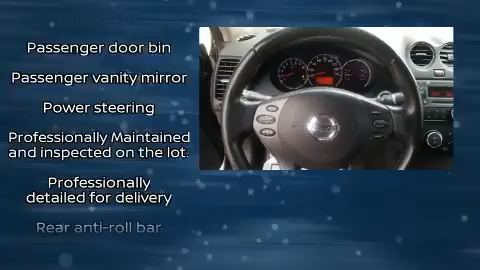 Passenger door bin
Passenger vanity mirror
Power steering
Professionally Maintained
and inspected on the lot.
Professionally
detailed for delivery
Rear anti-roll bar
NISSAN